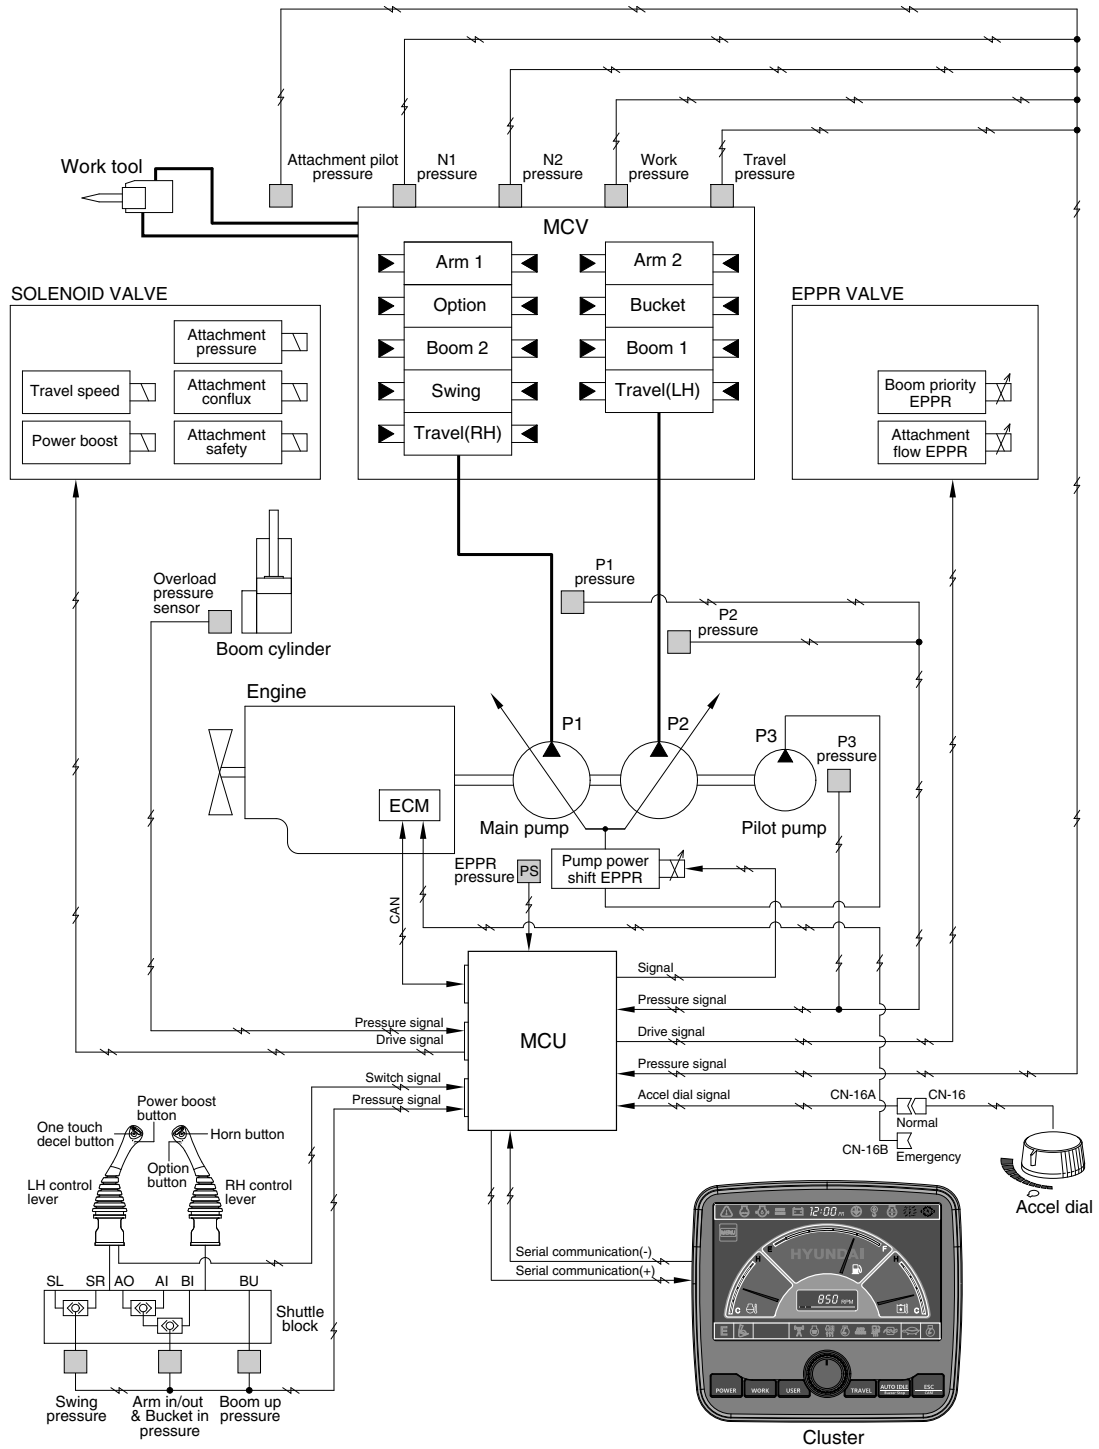 Attachment pilot
pressure
N1
pressure
N2
pressure
Work
pressure
Travel
pressure
Work tool
MCV
Arm 1
Option
Boom 2
Swing
Travel(RH)
Arm 2
Bucket
Boom 1
Travel(LH)
SOLENOID VALVE
Attachment
pressure
Travel speed
Attachment
conflux
Power boost
Attachment
safety
EPPR VALVE
Boom priority
EPPR
Attachment
flow EPPR
Overload
pressure
sensor
Boom cylinder
P1
pressure
P2
pressure
Engine
ECM
P1
P2
P3
P3
pressure
Main pump
Pilot pump
EPPR
pressure
PS
Pump power
shift EPPR
CAN
MCU
Signal
Pressure signal
Drive signal
Pressure signal
Accel dial signal
Pressure signal
Drive signal
Switch signal
Pressure signal
CN-16A
CN-16
Normal
CN-16B
Emergency
Accel dial
Power boost
button
One touch
decel button
Horn button
Option
button
LH control
lever
RH control
lever
SL
SR
AO
AI
BI
BU
Shuttle
block
Swing
pressure
Arm in/out
& Bucket in
pressure
Boom up
pressure
Serial communication(-)
Serial communication(+)
12:00
MENU
HYUNDAI
E
F
H
C
H
C
850 RPM
E
POWER
WORK
USER
TRAVEL
AUTO IDLE
ESC
Cluster